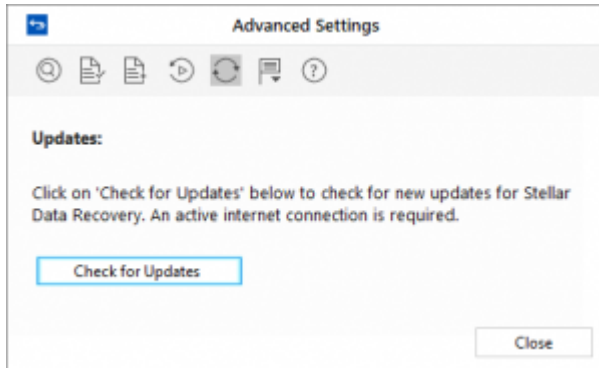 Advanced Settings
Updates:
Click on 'Check for Updates' below to check for new updates for Stellar
Data Recovery. An active internet connection is required.
Check for Updates
Close